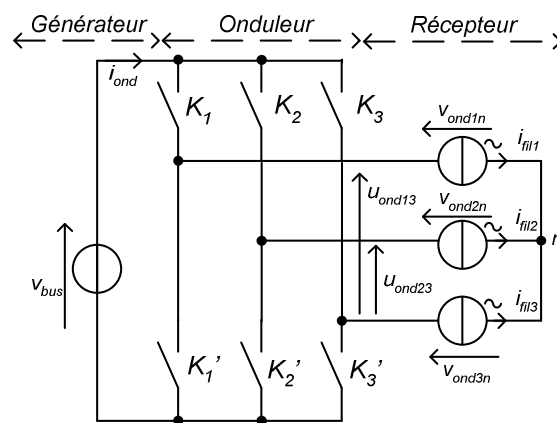 Générateur Onduleur Récepteur
i_ond
K_1 K_2 K_3
v_ond1n
i_fil1
u_ond13
v_ond2n
i_fil2
n
v_bus
u_ond23
i_fil3
K_1' K_2' K_3'
v_ond3n